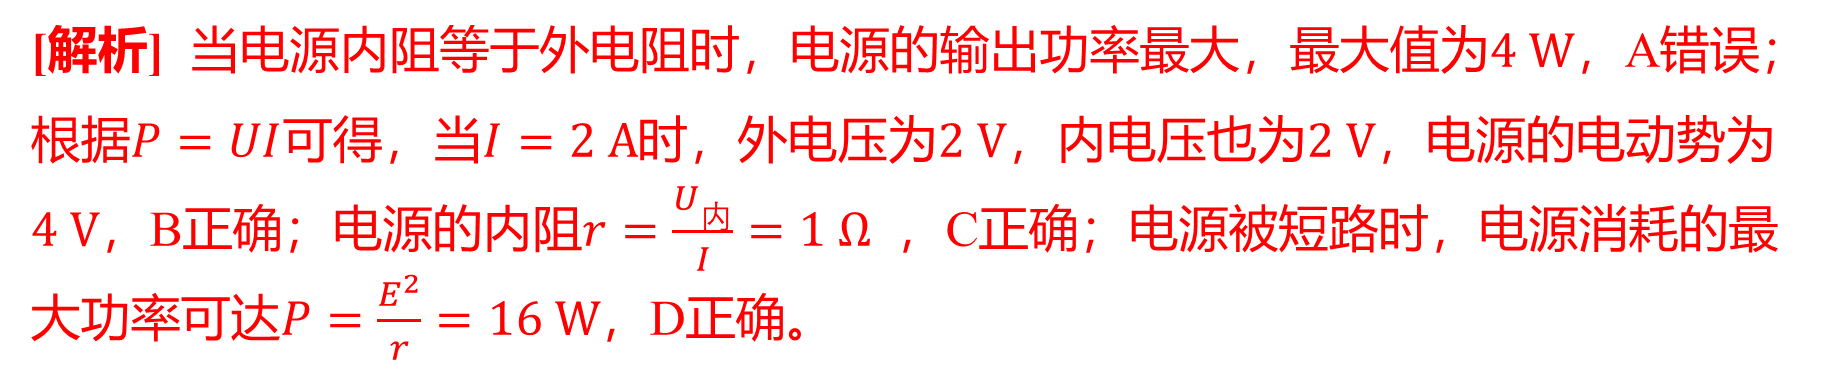 [解析] 当电源内阻等于外电阻时，电源的输出功率最大，最大值为4 W，A错误；
根据P = UI可得，当I = 2 A时，外电压为2 V，内电压也为2 V，电源的电动势为
4 V，B正确；电源的内阻r = \frac{U_内}{I} = 1 Ω ，C正确；电源被短路时，电源消耗的最
大功率可达P = \frac{E^2}{r} = 16 W，D正确。